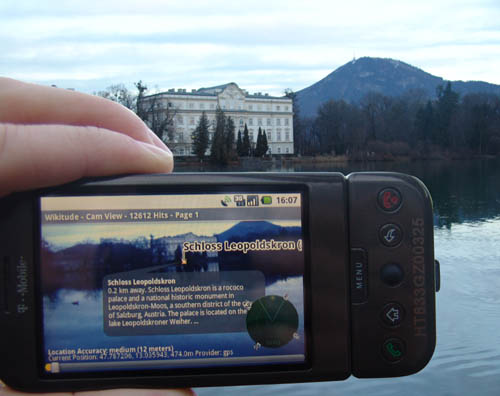 16:07
Wikitude - Cam View - 12612 Hits - Page 1
Schloss Leopoldskron (
Schloss Leopoldskron
0.2 km away. Schloss Leopoldskron is a rococo
palace and a national historic monument in
Leopoldskron-Moos, a southern district of the city
of Salzburg, Austria. The palace is located on the
lake Leopoldskroner Weiher. ...
Location Accuracy: medium (12 meters)
Current Position: 47.787206, 13.035943, 474.0m Provider: gps
T-Mobile
MENU
HT833GZ00325